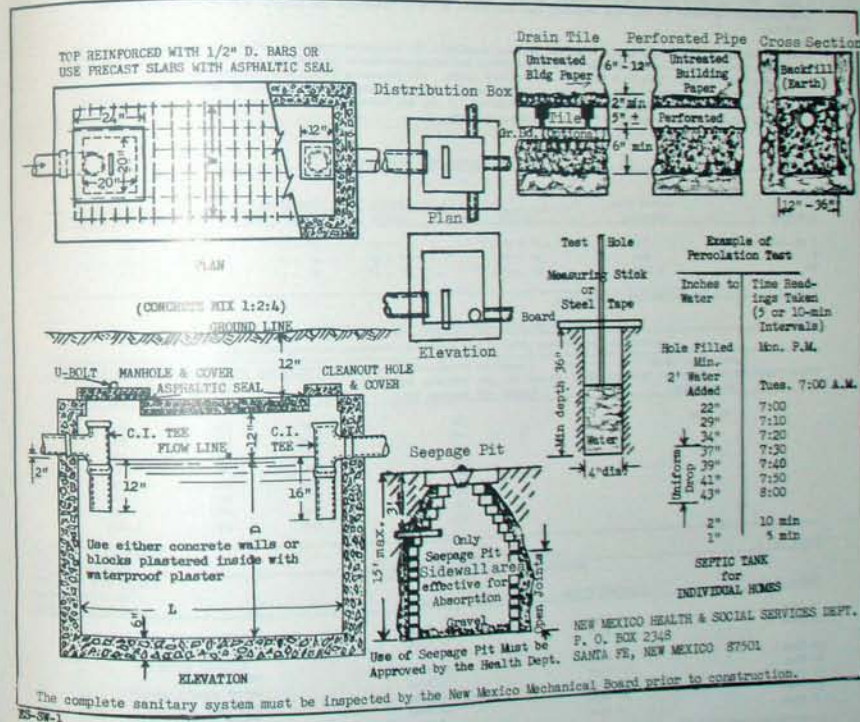 TOP REINFORCED WITH 1/2" D. BARS OR
USE PRECAST SLABS WITH ASPHALTIC SEAL
24"
20"
20"
W
12"
PLAN
Distribution Box
Plan
Elevation
Drain Tile
Untreated
Bldg Paper
6"-12"
2" min
5" ±
6" min
Tile
Gr. Bd. (Optional)
Perforated Pipe
Untreated
Building
Paper
Perforated
Cross Section
Backfill
(Earth)
12"-36"
(CONCRETE MIX 1:2:4)
GROUND LINE
12"
U-BOLT
MANHOLE & COVER
ASPHALTIC SEAL
CLEANOUT HOLE
& COVER
C.I. TEE
FLOW LINE
C.I.
TEE
12"
2"
12"
16"
D
Use either concrete walls or
blocks plastered inside with
waterproof plaster
L
6"
ELEVATION
Test Hole
Measuring Stick
or
Steel Tape
Board
Min depth 36"
Water
4"dia
Seepage Pit
15' max.
Only
Seepage Pit
Sidewall are
effective for
Absorption
Gravel
Open Joints
Use of Seepage Pit Must be
Approved by the Health Dept.
Example of
Percolation Test
Inches to
Water
Time Read-
ings Taken
(5 or 10-min
Intervals)
Hole Filled
Min.
Mon. P.M.
2' Water
Added
Tues. 7:00 A.M.
22" 7:00
29" 7:10
34" 7:20
37" 7:30
39" 7:40
41" 7:50
43" 8:00
Uniform
Drop
2" 10 min
1" 5 min
SEPTIC TANK
for
INDIVIDUAL HOMES
NEW MEXICO HEALTH & SOCIAL SERVICES DEPT.
P. O. BOX 2348
SANTA FE, NEW MEXICO 87501
The complete sanitary system must be inspected by the New Mexico Mechanical Board prior to construction.
ES-SW-1